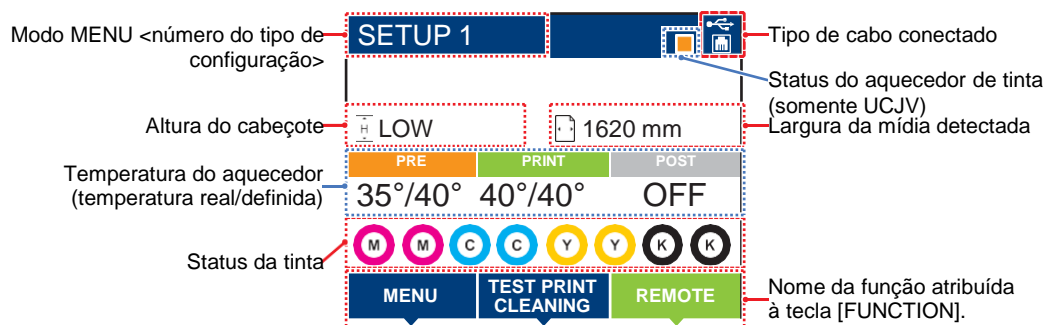 Modo MENU <número do tipo de
configuração>
SETUP 1
Tipo de cabo conectado
Status do aquecedor de tinta
(somente UCJV)
Altura do cabeçote
H LOW
1620 mm
Largura da mídia detectada
Temperatura do aquecedor
(temperatura real/definida)
PRE PRINT POST
35°/40° 40°/40° OFF
Status da tinta
M M C C Y Y K K
MENU
TEST PRINT
CLEANING
REMOTE
Nome da função atribuída
à tecla [FUNCTION].